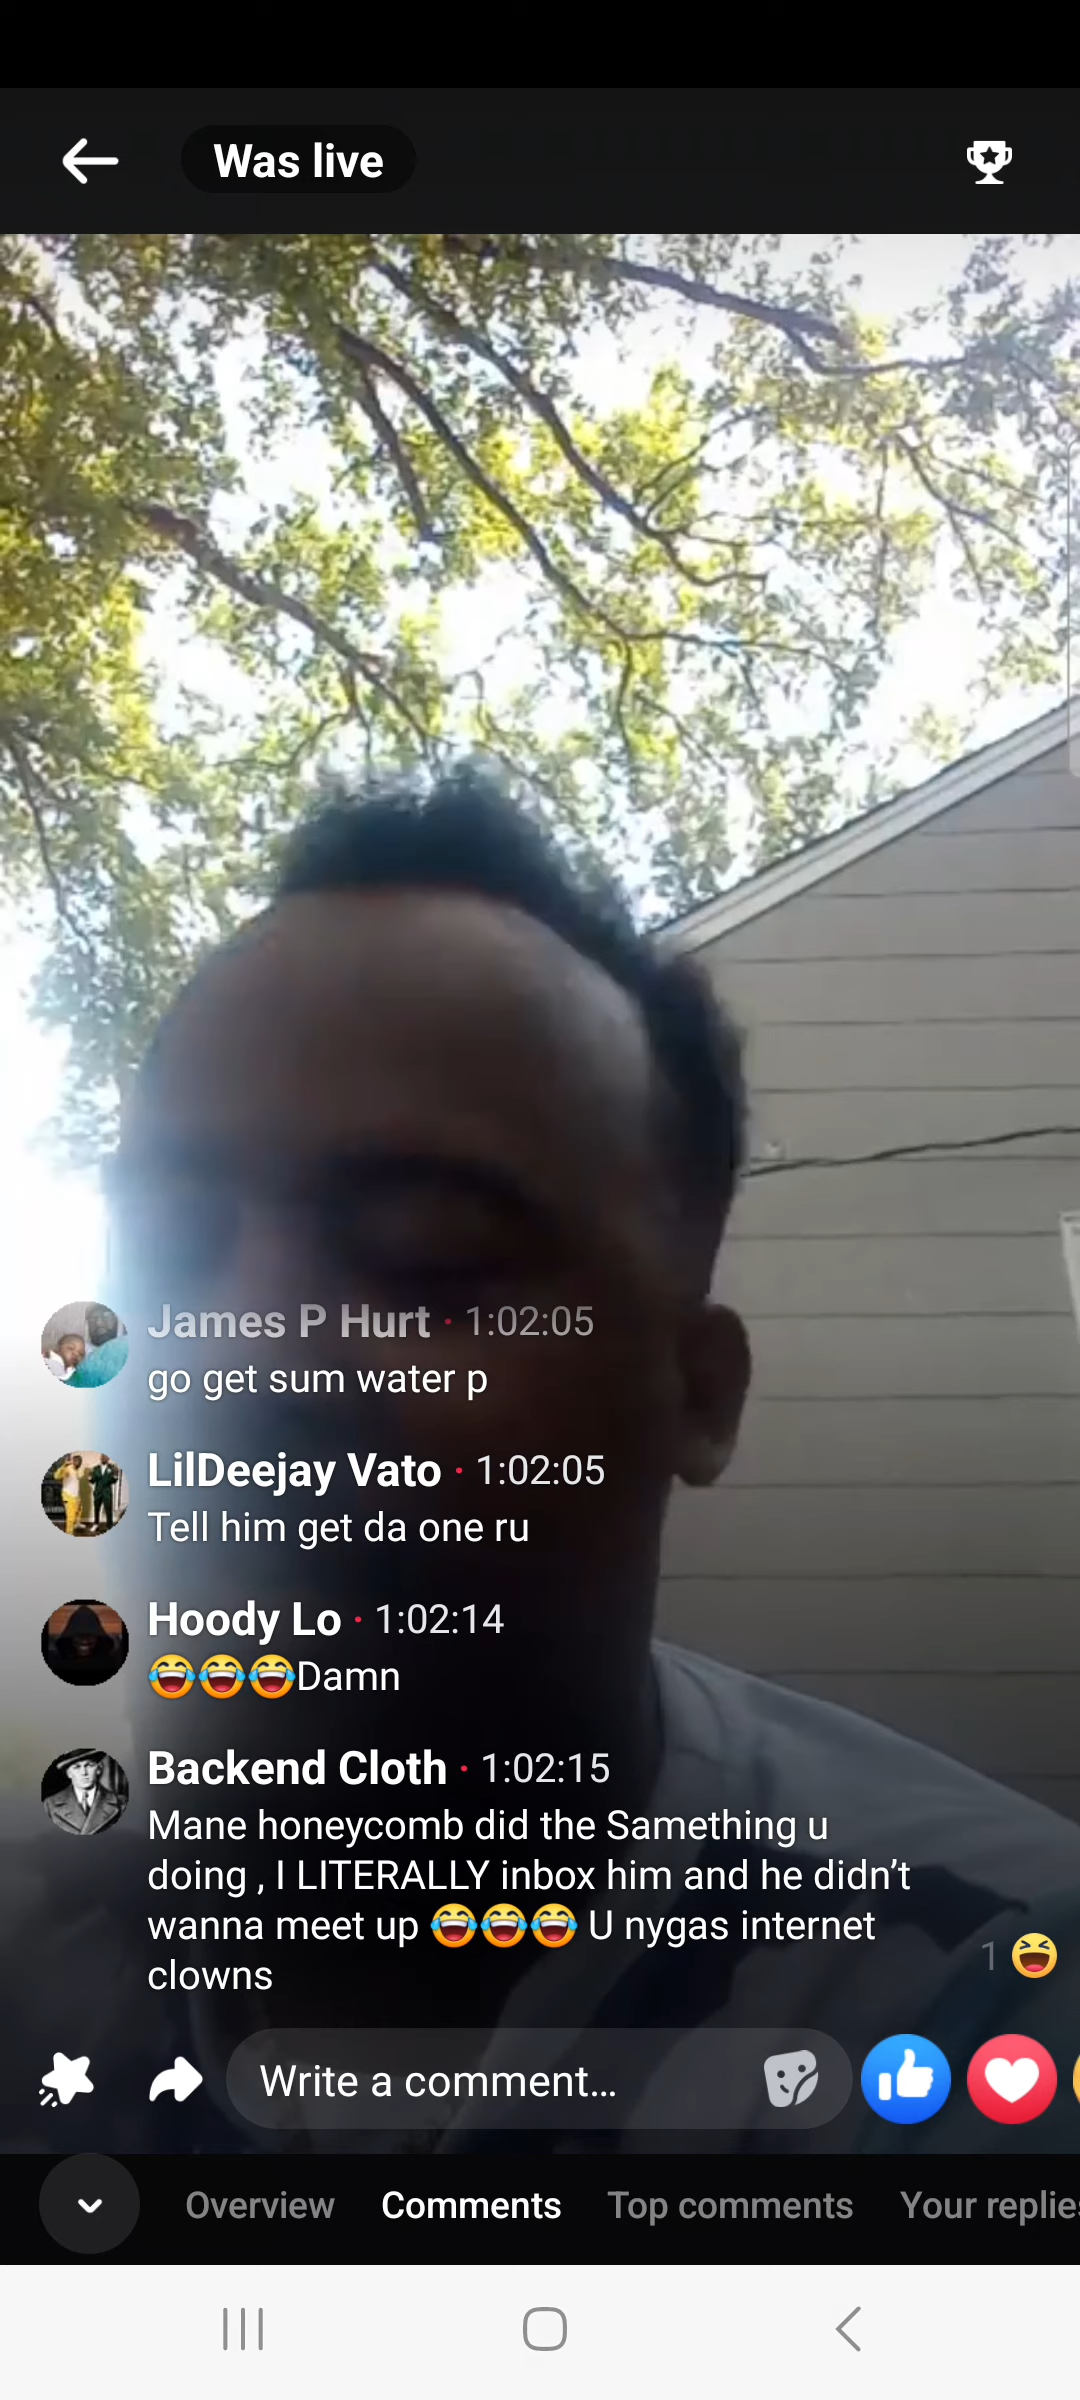 Was live
James P Hurt · 1:02:05
go get sum water p
LilDeejay Vato · 1:02:05
Tell him get da one ru
Hoody Lo · 1:02:14
😂😂😂Damn
Backend Cloth · 1:02:15
Mane honeycomb did the Samething u
doing , I LITERALLY inbox him and he didn’t
wanna meet up 😂😂😂 U nygas internet
clowns
1
Write a comment...
Overview Comments Top comments Your replies